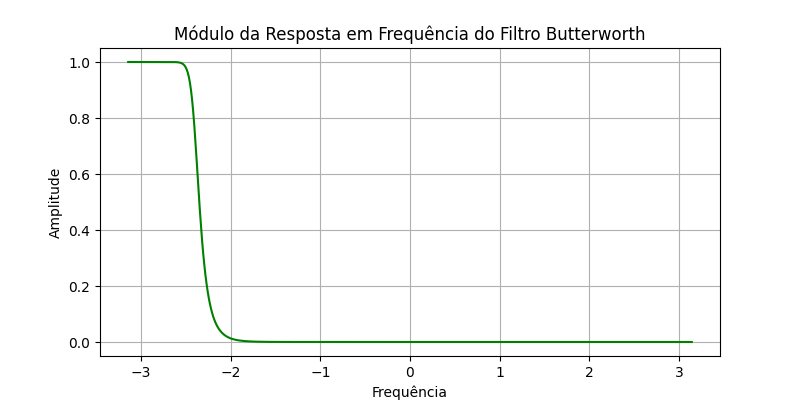 Módulo da Resposta em Frequência do Filtro Butterworth
1.0
0.8
0.6
0.4
0.2
0.0
Amplitude
−3 −2 −1 0 1 2 3
Frequência